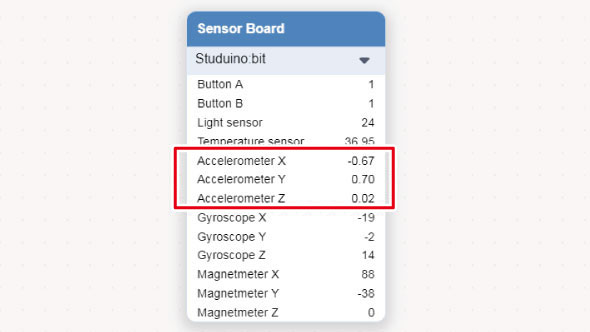 Sensor Board
Studuino:bit
Button A 1
Button B 1
Light sensor 24
Temperature sensor 36.95
Accelerometer X -0.67
Accelerometer Y 0.70
Accelerometer Z 0.02
Gyroscope X -19
Gyroscope Y -2
Gyroscope Z 14
Magnetmeter X 88
Magnetmeter Y -38
Magnetmeter Z 0